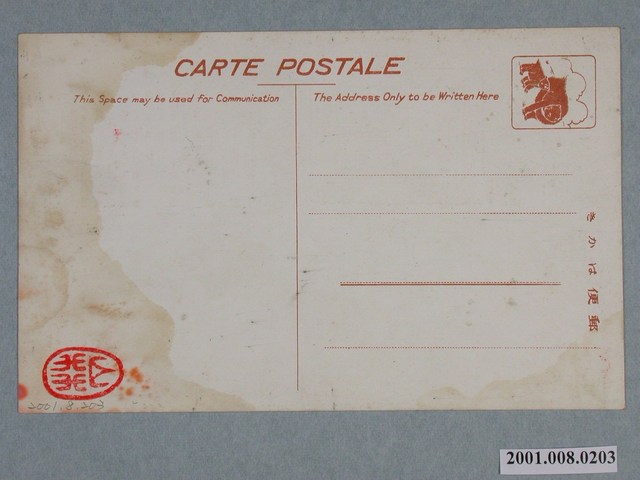 CARTE POSTALE
This Space may be used for Communication
The Address Only to be Written Here
きかは便郵
2001.8.203
2001.008.0203